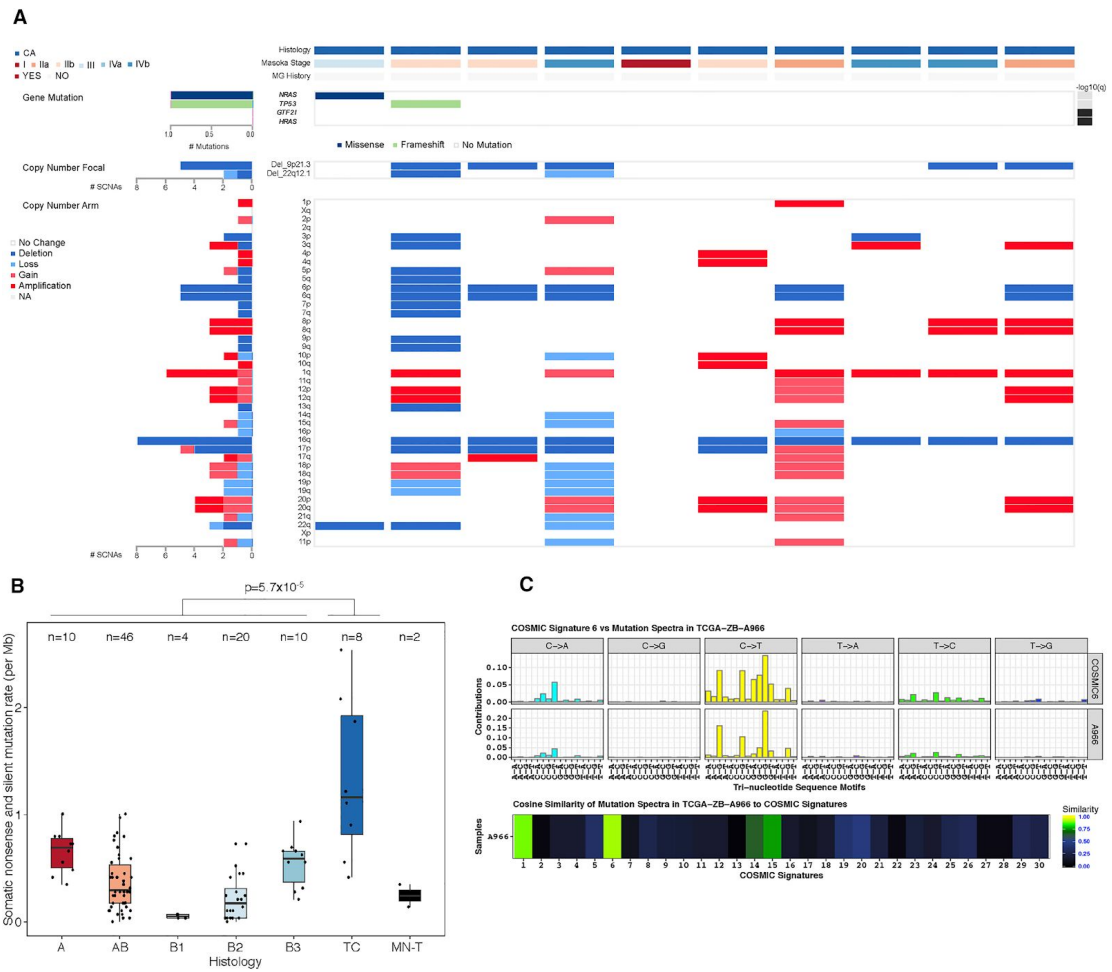 A
CA
I IIa IIb III IVa IVb
YES NO
Histology
Masoka Stage
MG History
Gene Mutation
NRAS
TP53
GTF2I
HRAS
-log10(q)
1.0 0.0
# Mutations
Missense Frameshift No Mutation
Copy Number Focal
Del_9p21.3
Del_22q12.1
# SCNAs
8 6 4 2 0
Copy Number Arm
No Change
Deletion
Loss
Gain
Amplification
NA
1p
Xq
2p
2q
3p
3q
4p
4q
5p
5q
6p
6q
7p
7q
8p
8q
9p
9q
10p
10q
1q
11q
12p
12q
13q
14q
15q
16p
16q
17p
17q
18p
18q
19p
19q
20p
20q
21q
22q
Xp
11p
# SCNAs
8 6 4 2 0
B
p=5.7x10-5
n=10 n=46 n=4 n=20 n=10 n=8 n=2
Somatic nonsense and silent mutation rate (per Mb)
2
1
0
A AB B1 B2 B3 TC MN-T
Histology
C
COSMIC Signature 6 vs Mutation Spectra in TCGA-ZB-A966
C->A C->G C->T T->A T->C T->G
Contributions
0.10
0.05
0.00
COSMIC6
0.20
0.15
0.10
0.05
0.00
A966
Tri-nucleotide Sequence Motifs
Cosine Similarity of Mutation Spectra in TCGA-ZB-A966 to COSMIC Signatures
Samples
A966
1 2 3 4 5 6 7 8 9 10 11 12 13 14 15 16 17 18 19 20 21 22 23 24 25 26 27 28 29 30
COSMIC Signatures
Similarity
1.00
0.75
0.50
0.25
0.00